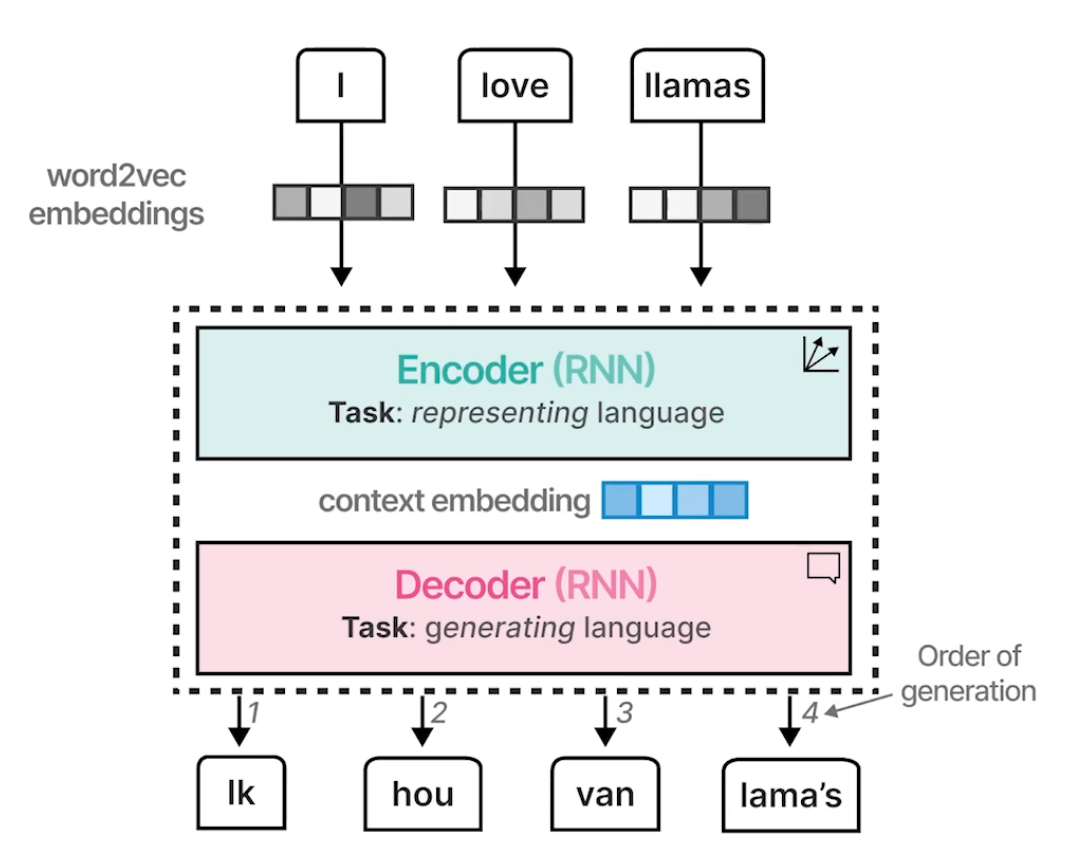 I love llamas
word2vec
embeddings
Encoder (RNN)
Task: representing language
context embedding
Decoder (RNN)
Task: generating language
Order of
generation
1 2 3 4
Ik hou van lama’s